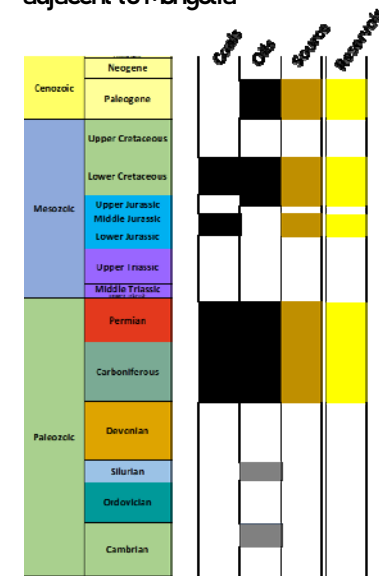 adjacent to Mongolia
Coals
Oils
Source
Reservoirs
Cenozoic
Neogene
Paleogene
Mesozoic
Upper Cretaceous
Lower Cretaceous
Upper Jurassic
Middle Jurassic
Lower Jurassic
Upper Triassic
Middle Triassic
Paleozoic
Permian
Carboniferous
Devonian
Silurian
Ordovician
Cambrian